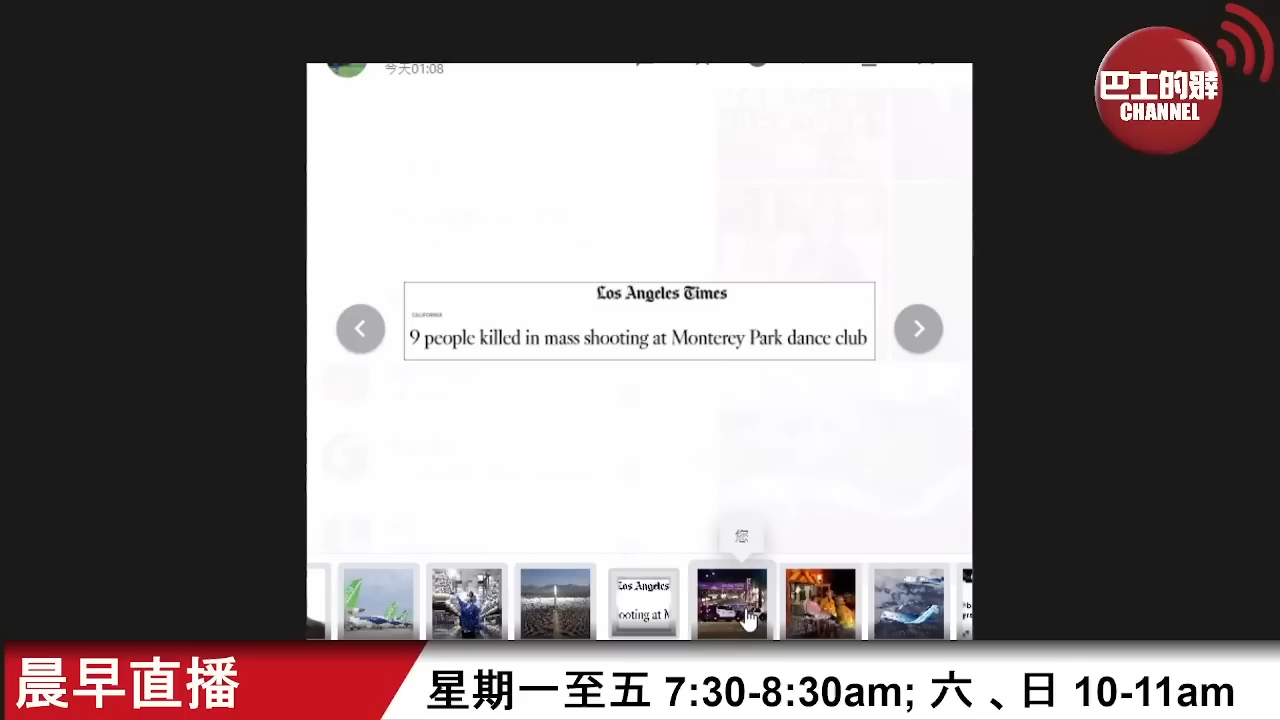 今天01:08
巴士的報
CHANNEL
Los Angeles Times
CALIFORNIA
9 people killed in mass shooting at Monterey Park dance club
您
Los Angeles
ooting at M
晨早直播
星期一至五 7:30-8:30am; 六、日 10-11am